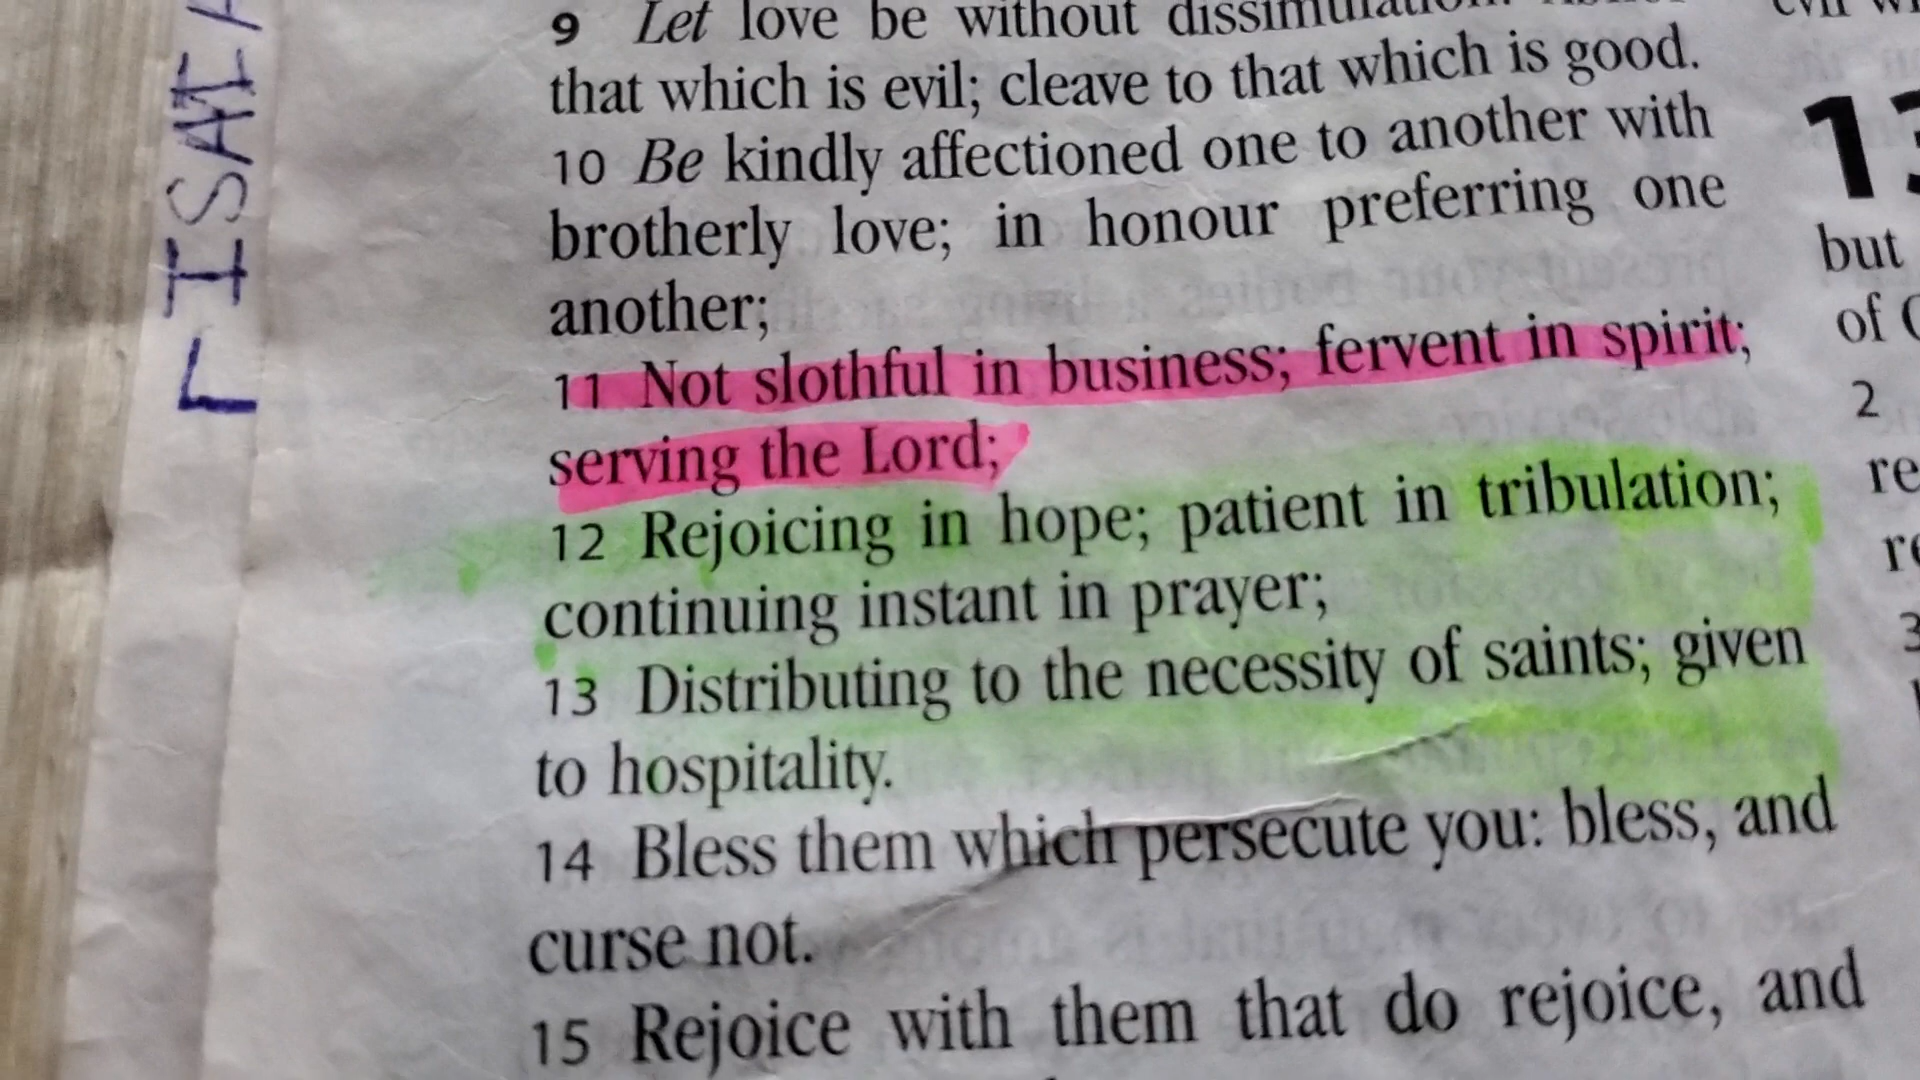 9 Let love be without
that which is evil; cleave to that which is good.
10 Be kindly affectioned one to another with
brotherly love; in honour preferring one
another;
11 Not slothful in business; fervent in spirit;
serving the Lord;
12 Rejoicing in hope; patient in tribulation;
continuing instant in prayer;
13 Distributing to the necessity of saints; given
to hospitality.
14 Bless them which persecute you: bless, and
curse not.
15 Rejoice with them that do rejoice, and
but
of
2
re
3